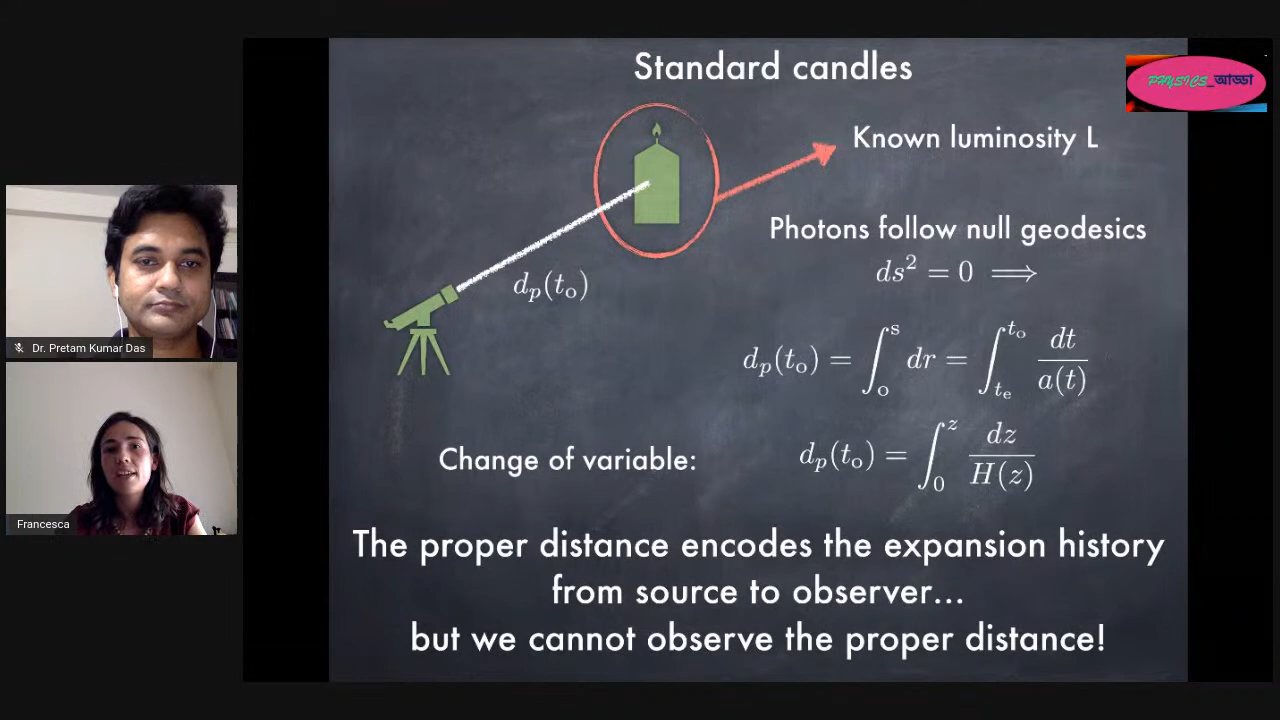 Standard candles
PHYSICS_আড্ডা
Known luminosity L
Photons follow null geodesics
ds² = 0 ⟹
d_p(t_o)
d_p(t_o) = ∫_o^s dr = ∫_{t_e}^{t_o} dt/a(t)
Change of variable:
d_p(t_o) = ∫_0^z dz/H(z)
The proper distance encodes the expansion history
from source to observer...
but we cannot observe the proper distance!
Dr. Pretam Kumar Das
Francesca